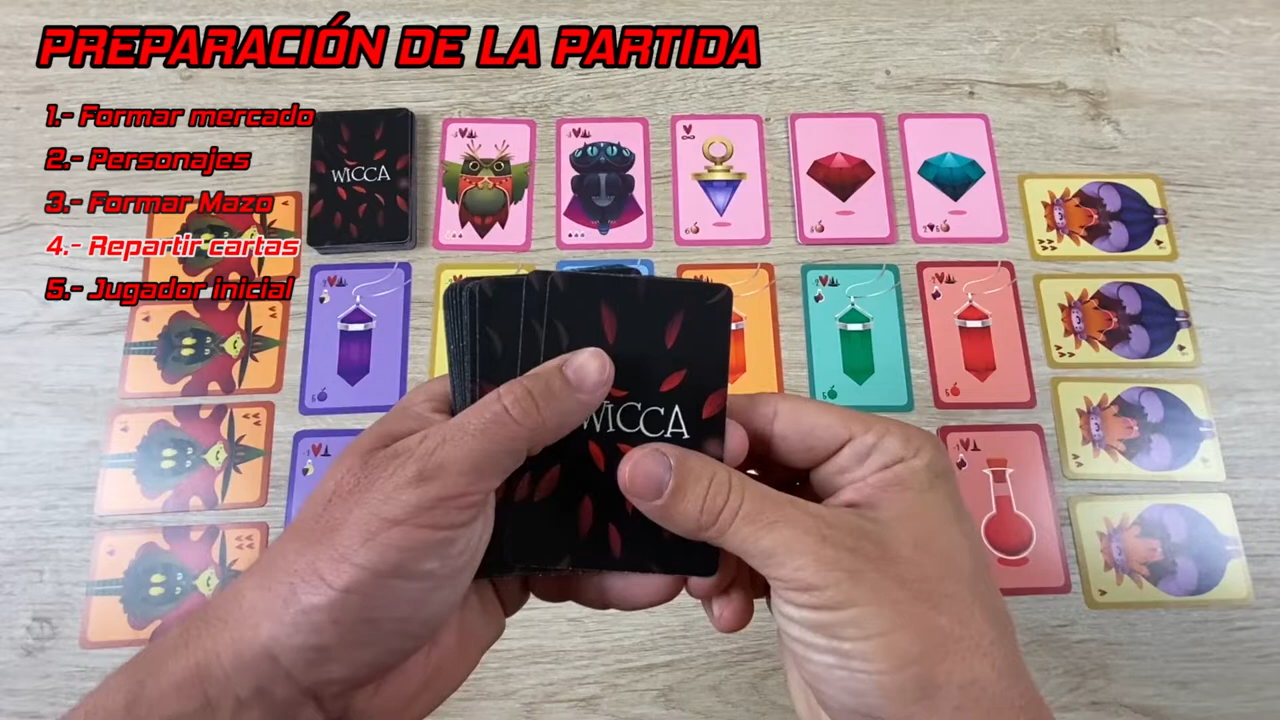 PREPARACIÓN DE LA PARTIDA
1.- Formar mercado
2.- Personajes
3.- Formar Mazo
4.- Repartir cartas
5.- Jugador inicial
WICCA
WICCA